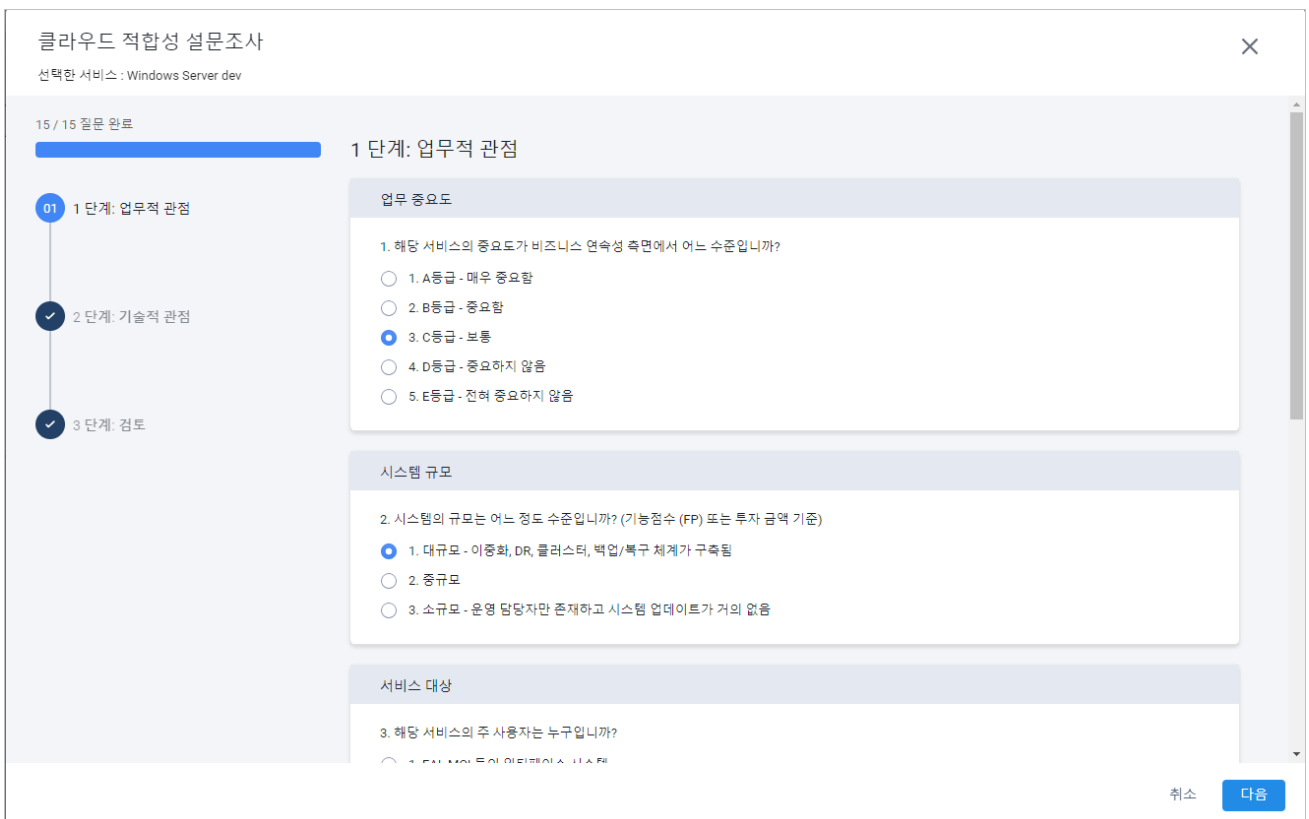 클라우드 적합성 설문조사
선택한 서비스 : Windows Server dev
15 / 15 질문 완료
01 1 단계: 업무적 관점
2 단계: 기술적 관점
3 단계: 검토
1 단계: 업무적 관점
업무 중요도
1. 해당 서비스의 중요도가 비즈니스 연속성 측면에서 어느 수준입니까?
1. A등급 - 매우 중요함
2. B등급 - 중요함
3. C등급 - 보통
4. D등급 - 중요하지 않음
5. E등급 - 전혀 중요하지 않음
시스템 규모
2. 시스템의 규모는 어느 정도 수준입니까? (기능점수 (FP) 또는 투자 금액 기준)
1. 대규모 - 이중화, DR, 클러스터, 백업/복구 체계가 구축됨
2. 중규모
3. 소규모 - 운영 담당자만 존재하고 시스템 업데이트가 거의 없음
서비스 대상
3. 해당 서비스의 주 사용자는 누구입니까?
취소
다음